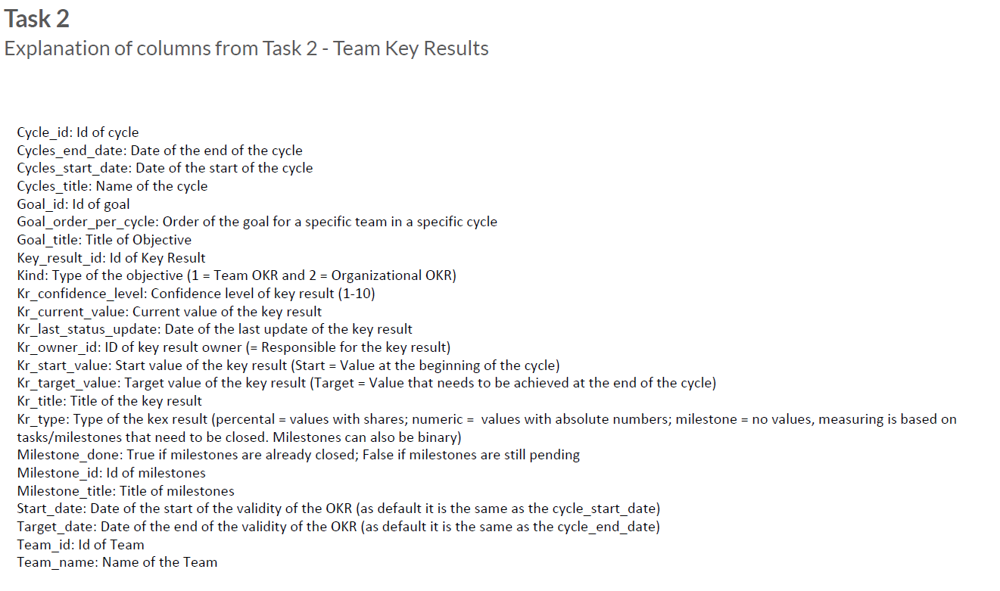 Task 2
Explanation of columns from Task 2 - Team Key Results
Cycle_id: Id of cycle
Cycles_end_date: Date of the end of the cycle
Cycles_start_date: Date of the start of the cycle
Cycles_title: Name of the cycle
Goal_id: Id of goal
Goal_order_per_cycle: Order of the goal for a specific team in a specific cycle
Goal_title: Title of Objective
Key_result_id: Id of Key Result
Kind: Type of the objective (1 = Team OKR and 2 = Organizational OKR)
Kr_confidence_level: Confidence level of key result (1-10)
Kr_current_value: Current value of the key result
Kr_last_status_update: Date of the last update of the key result
Kr_owner_id: ID of key result owner (= Responsible for the key result)
Kr_start_value: Start value of the key result (Start = Value at the beginning of the cycle)
Kr_target_value: Target value of the key result (Target = Value that needs to be achieved at the end of the cycle)
Kr_title: Title of the key result
Kr_type: Type of the kex result (percental = values with shares; numeric =  values with absolute numbers; milestone = no values, measuring is based on
tasks/milestones that need to be closed. Milestones can also be binary)
Milestone_done: True if milestones are already closed; False if milestones are still pending
Milestone_id: Id of milestones
Milestone_title: Title of milestones
Start_date: Date of the start of the validity of the OKR (as default it is the same as the cycle_start_date)
Target_date: Date of the end of the validity of the OKR (as default it is the same as the cycle_end_date)
Team_id: Id of Team
Team_name: Name of the Team